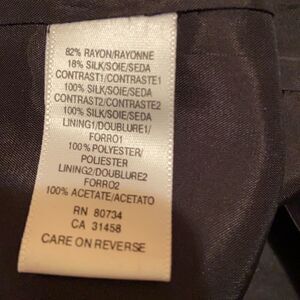 82% RAYON/RAYONNE
18% SILK/SOIE/SEDA
CONTRAST1/CONTRASTE1
100% SILK/SOIE/SEDA
CONTRAST2/CONTRASTE2
100% SILK/SOIE/SEDA
LINING1/DOUBLURE1/
FORRO1
100% POLYESTER/
POLIESTER
LINING2/DOUBLURE2
FORRO2
100% ACETATE/ACETATO
RN 80734
CA 31458
CARE ON REVERSE